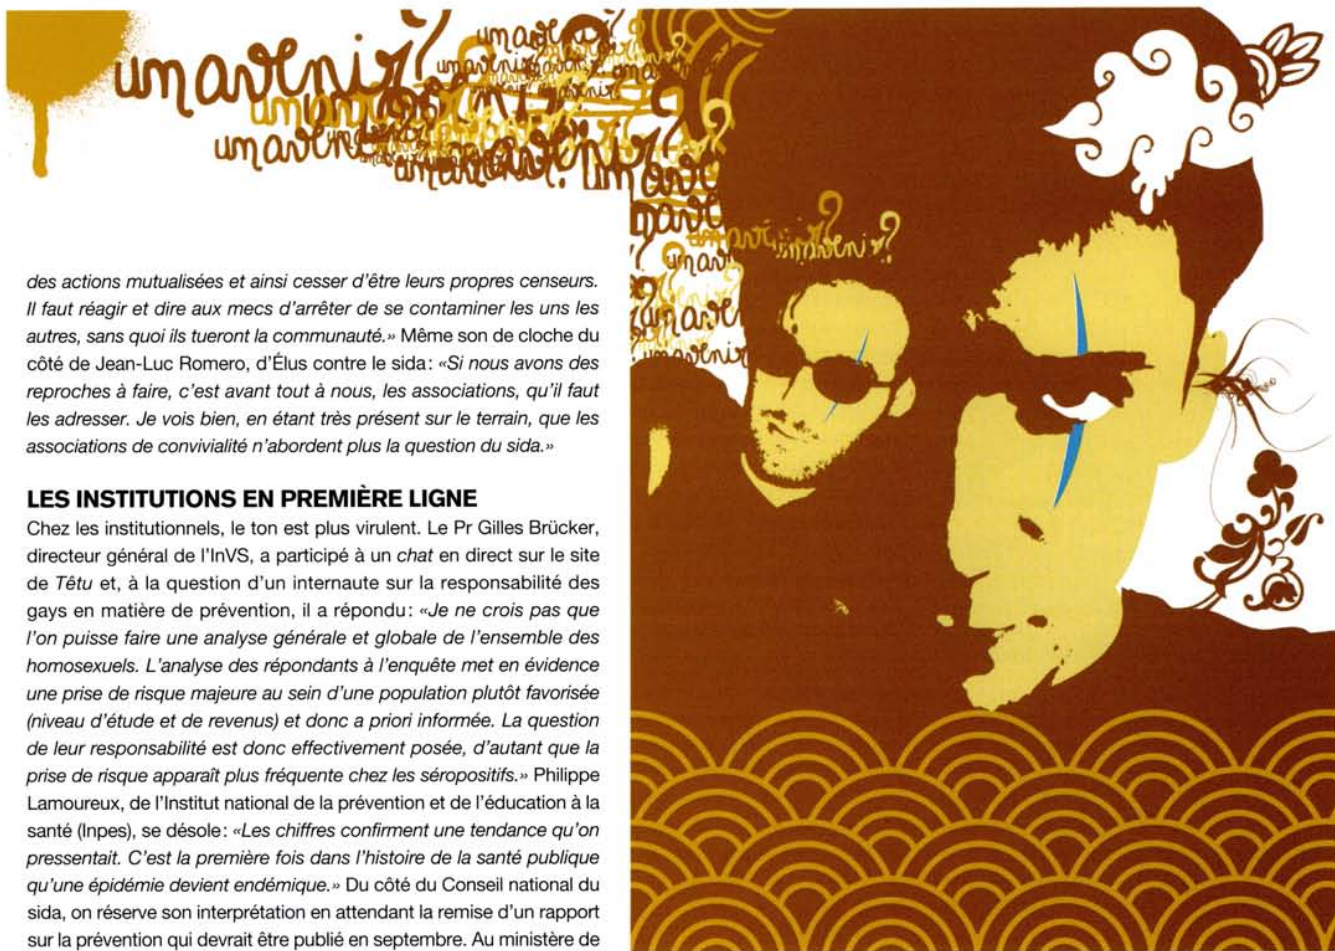 un avenir?
des actions mutualisées et ainsi cesser d'être leurs propres censeurs.
Il faut réagir et dire aux mecs d'arrêter de se contaminer les uns les
autres, sans quoi ils tueront la communauté.» Même son de cloche du
côté de Jean-Luc Romero, d'Élus contre le sida: «Si nous avons des
reproches à faire, c'est avant tout à nous, les associations, qu'il faut
les adresser. Je vois bien, en étant très présent sur le terrain, que les
associations de convivialité n'abordent plus la question du sida.»
LES INSTITUTIONS EN PREMIÈRE LIGNE
Chez les institutionnels, le ton est plus virulent. Le Pr Gilles Brücker,
directeur général de l'InVS, a participé à un chat en direct sur le site
de Têtu et, à la question d'un internaute sur la responsabilité des
gays en matière de prévention, il a répondu: «Je ne crois pas que
l'on puisse faire une analyse générale et globale de l'ensemble des
homosexuels. L'analyse des répondants à l'enquête met en évidence
une prise de risque majeure au sein d'une population plutôt favorisée
(niveau d'étude et de revenus) et donc a priori informée. La question
de leur responsabilité est donc effectivement posée, d'autant que la
prise de risque apparaît plus fréquente chez les séropositifs.» Philippe
Lamoureux, de l'Institut national de la prévention et de l'éducation à la
santé (Inpes), se désole: «Les chiffres confirment une tendance qu'on
pressentait. C'est la première fois dans l'histoire de la santé publique
qu'une épidémie devient endémique.» Du côté du Conseil national du
sida, on réserve son interprétation en attendant la remise d'un rapport
sur la prévention qui devrait être publié en septembre. Au ministère de